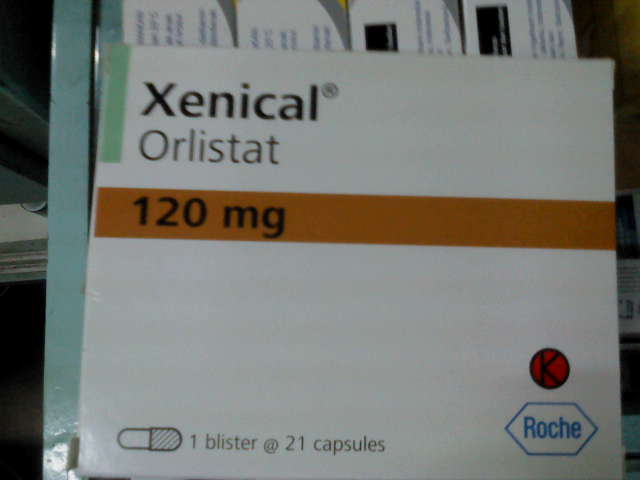 Xenical®
Orlistat
120 mg
K
Roche
1 blister @ 21 capsules